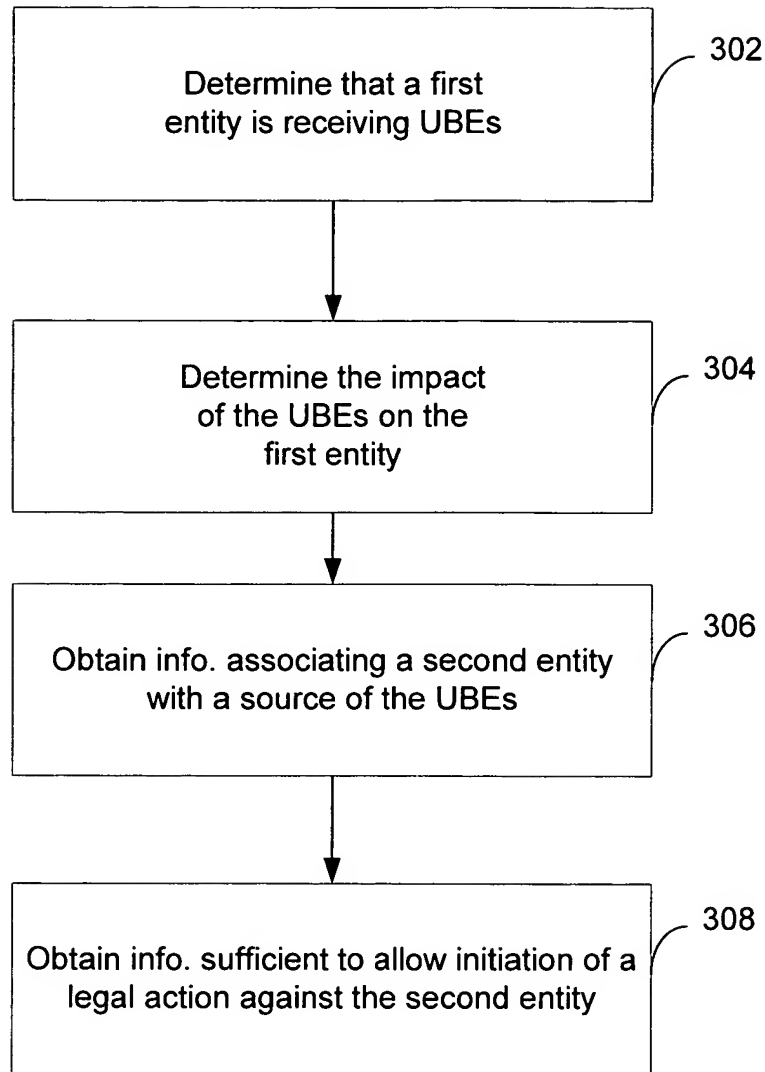 Determine that a first
entity is receiving UBEs
302
Determine the impact
of the UBEs on the
first entity
304
Obtain info. associating a second entity
with a source of the UBEs
306
Obtain info. sufficient to allow initiation of a
legal action against the second entity
308